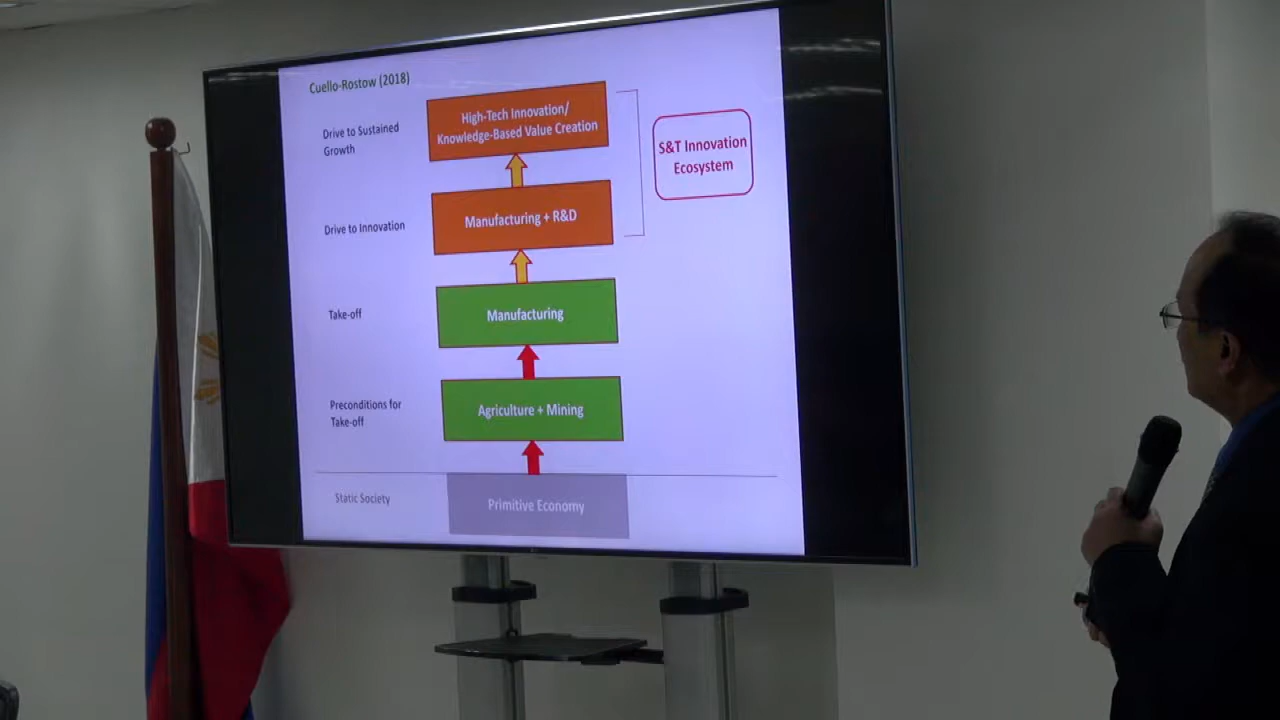 Cuello-Rostow (2018)
Drive to Sustained
Growth
High-Tech Innovation/
Knowledge-Based Value Creation
S&T Innovation
Ecosystem
Drive to Innovation
Manufacturing + R&D
Take-off
Manufacturing
Preconditions for
Take-off
Agriculture + Mining
Static Society
Primitive Economy